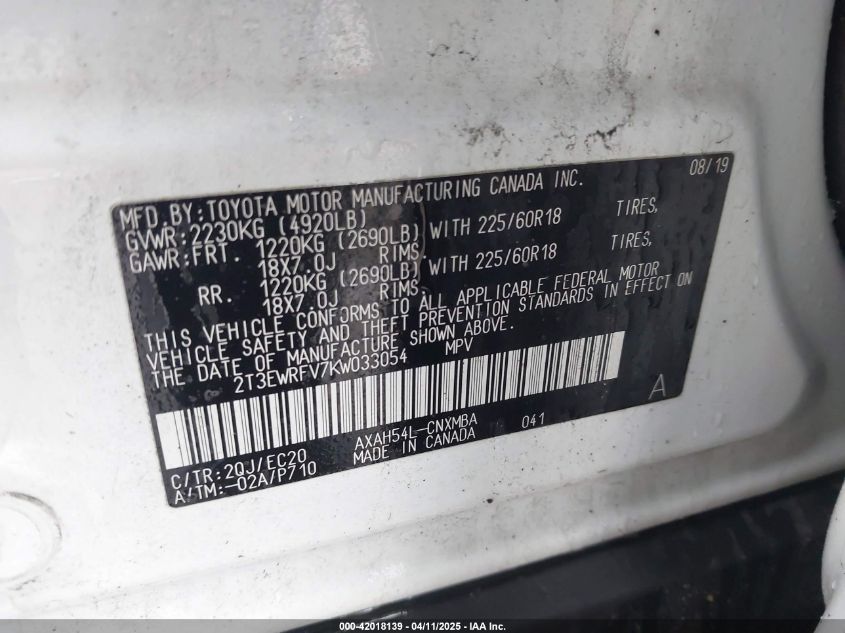 MFD.BY:TOYOTA MOTOR MANUFACTURING CANADA INC. 08/19
GVWR:2230KG (4920LB)
GAWR:FRT. 1220KG (2690LB) WITH 225/60R18 TIRES,
18X7.0J RIMS.
RR. 1220KG (2690LB) WITH 225/60R18 TIRES,
18X7.0J RIMS.
THIS VEHICLE CONFORMS TO ALL APPLICABLE FEDERAL MOTOR
VEHICLE SAFETY AND THEFT PREVENTION STANDARDS IN EFFECT ON
THE DATE OF MANUFACTURE SHOWN ABOVE.
2T3EWRFV7KW033054 MPV
A
C/TR:2QJ/EC20 AXAH54L-CNXMBA 041
A/TM:-02A/P710 MADE IN CANADA
000-42018139 - 04/11/2025 - IAA Inc.